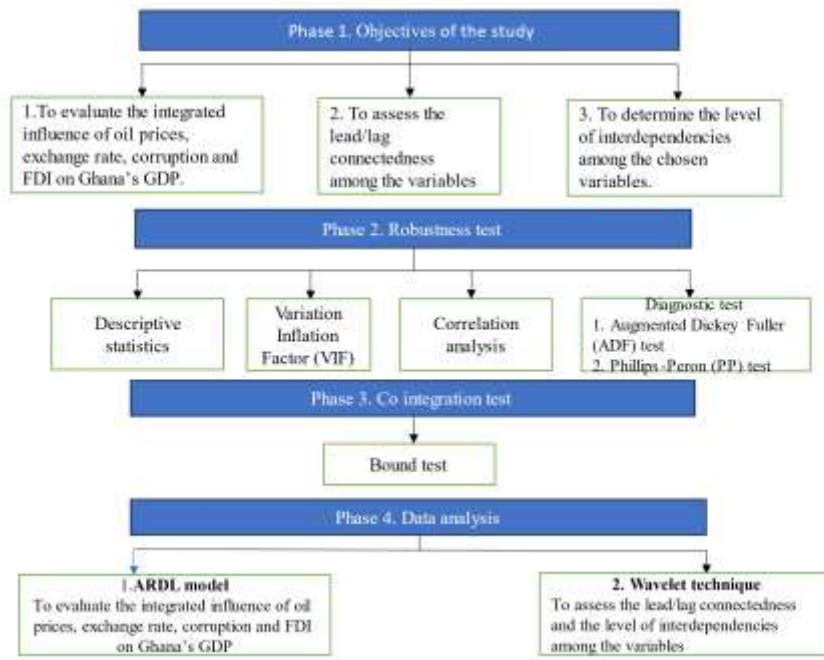 Phase 1. Objectives of the study
1.To evaluate the integrated
influence of oil prices,
exchange rate, corruption and
FDI on Ghana's GDP.
2. To assess the
lead/lag
connectedness
among the variables
3. To determine the level
of interdependencies
among the chosen
variables.
Phase 2. Robustness test
Descriptive
statistics
Variation
Inflation
Factor (VIF)
Correlation
analysis
Diagnostic test
1. Augmented Dickey Fuller
(ADF) test
2. Phillips-Peron (PP) test
Phase 3. Co integration test
Bound test
Phase 4. Data analysis
1.ARDL model
To evaluate the integrated influence of oil
prices, exchange rate, corruption and FDI
on Ghana's GDP
2. Wavelet technique
To assess the lead/lag connectedness
and the level of interdependencies
among the variables